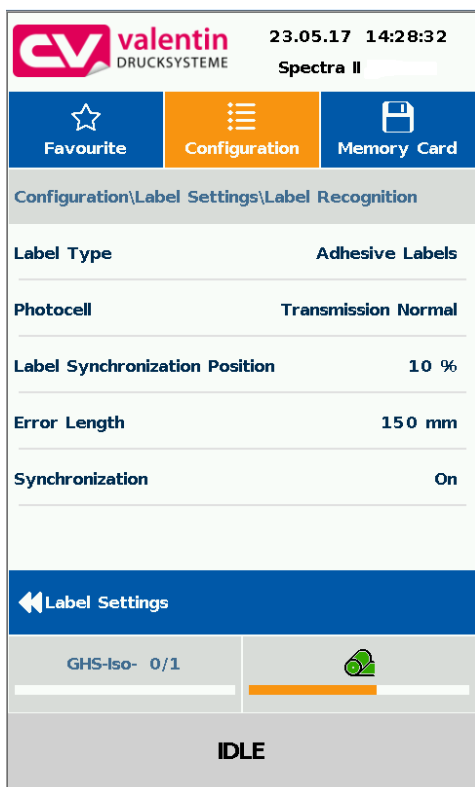 CV valentin
DRUCKSYSTEME
23.05.17 14:28:32
Spectra II
Favourite Configuration Memory Card
Configuration\Label Settings\Label Recognition
Label Type Adhesive Labels
Photocell Transmission Normal
Label Synchronization Position 10 %
Error Length 150 mm
Synchronization On
Label Settings
GHS-Iso- 0/1
IDLE